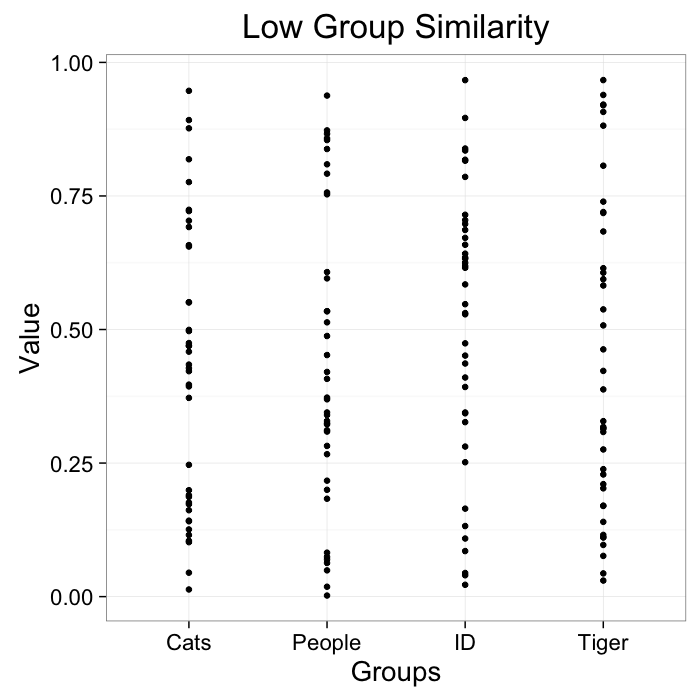 Low Group Similarity
1.00
0.75
0.50
0.25
0.00
Value
Cats People ID Tiger
Groups